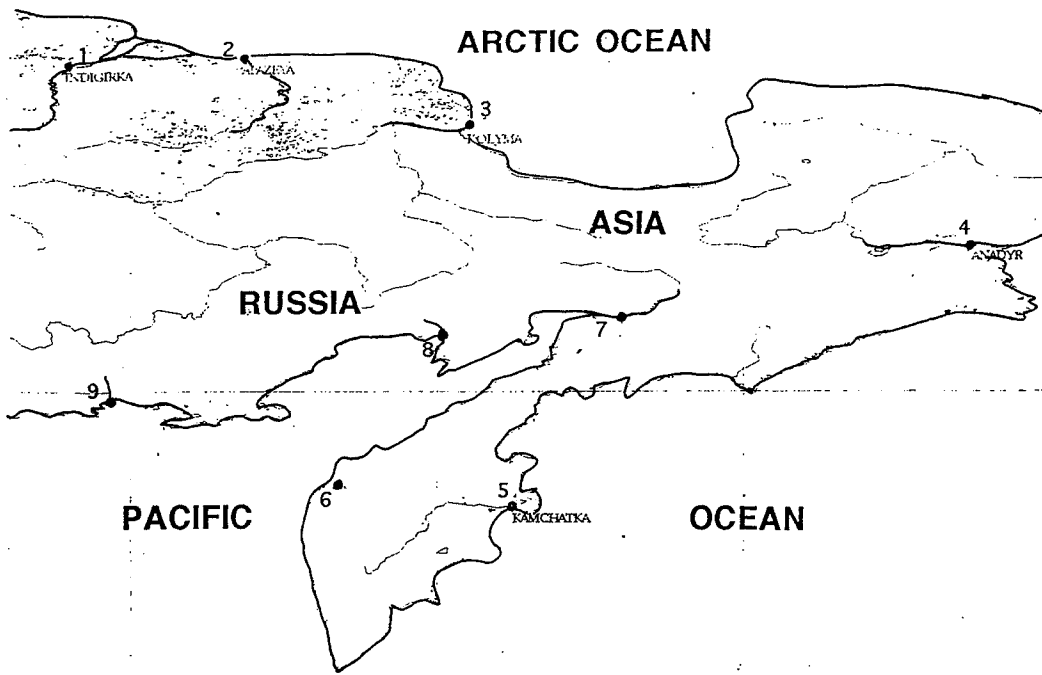 ARCTIC OCEAN
1
INDIGIRKA
2
3
KOLYMA
ASIA
4
ANADYR
RUSSIA
7
8
9
6
5
KAMCHATKA
PACIFIC
OCEAN